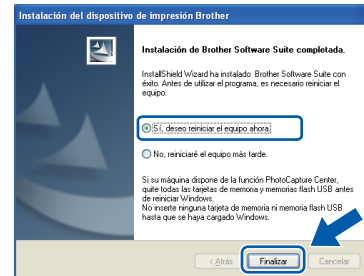 Instalación del dispositivo de impresión Brother
Instalación de Brother Software Suite completada.
InstallShield Wizard ha instalado Brother Software Suite con
éxito. Antes de utilizar el programa, es necesario reiniciar el
equipo.
Sí, deseo reiniciar el equipo ahora.
No, reiniciaré el equipo más tarde.
Si su máquina dispone de la función PhotoCapture Center,
quite todas las tarjetas de memoria y memorias flash USB antes
de reiniciar Windows.
No inserte ninguna tarjeta de memoria ni memoria flash USB
hasta que se haya cargado Windows.
< Atrás Finalizar Cancelar